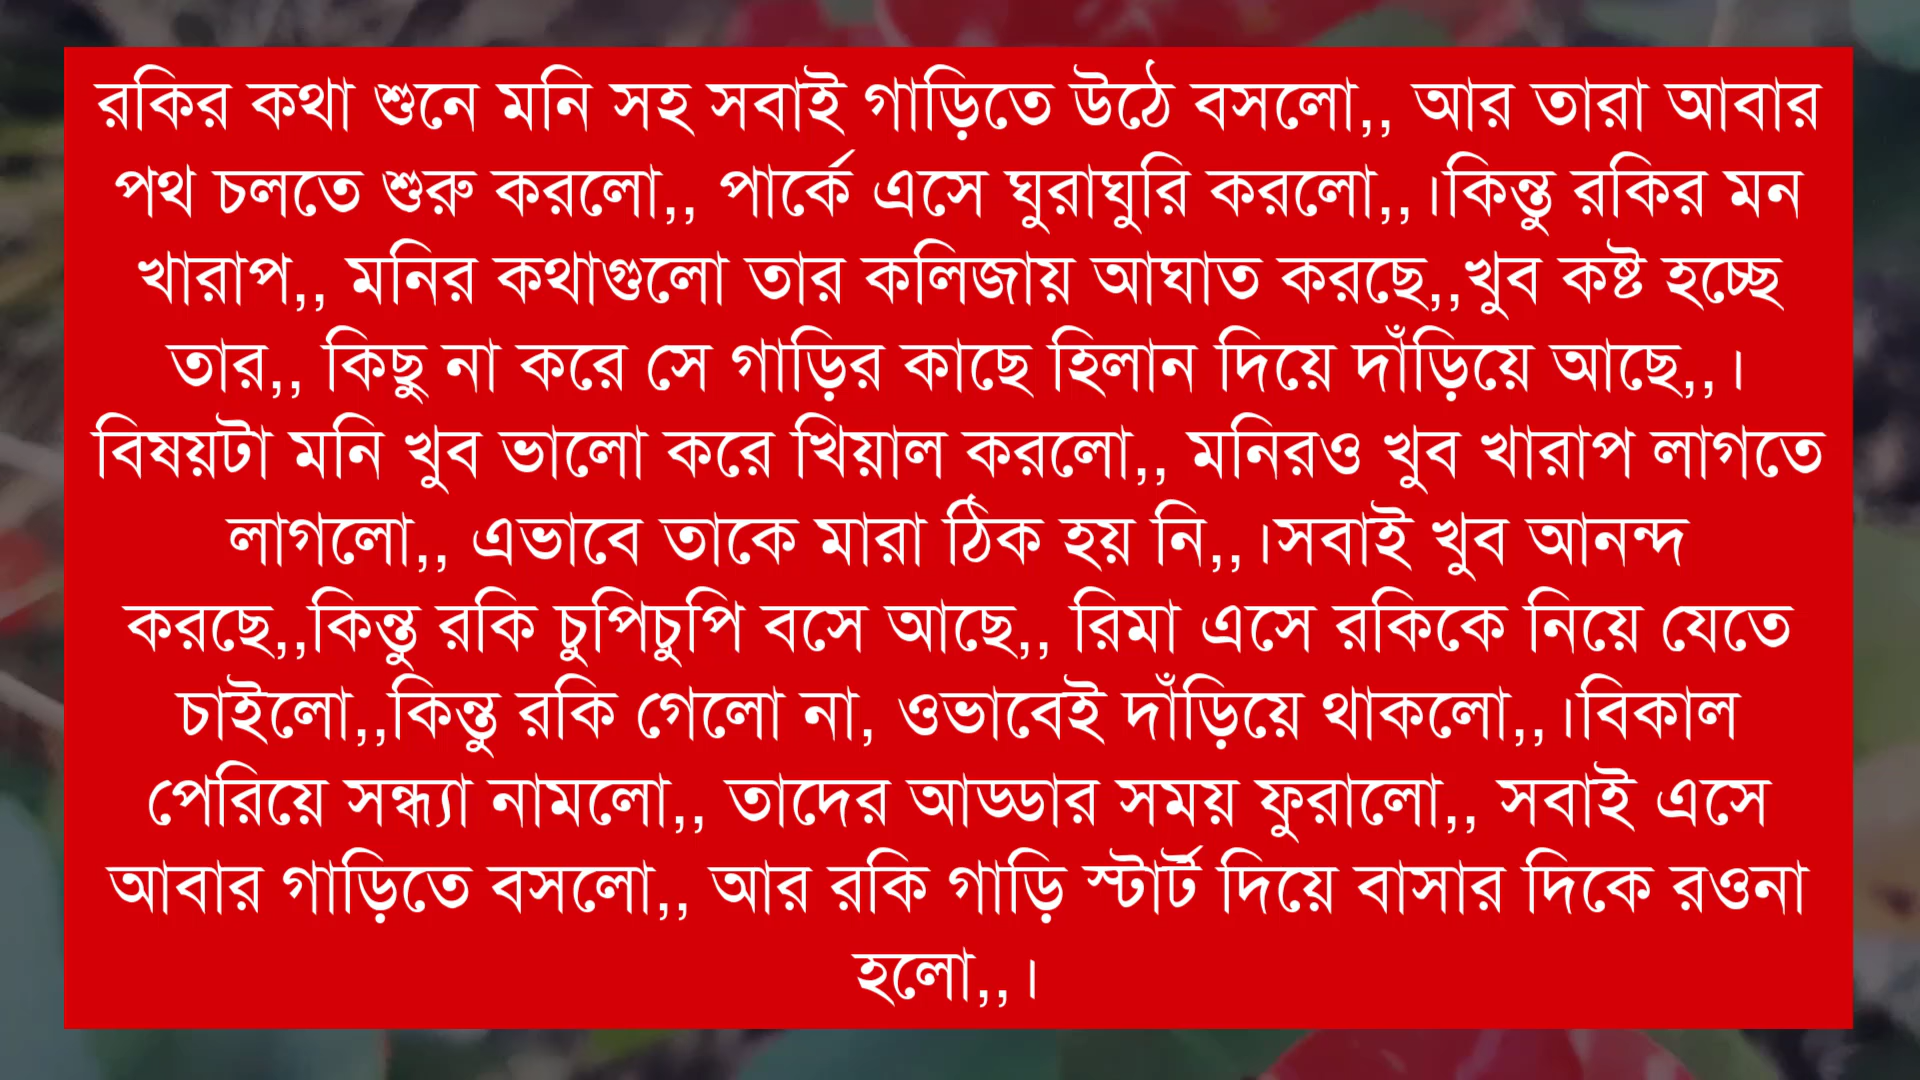 রকির কথা শুনে মনি সহ সবাই গাড়িতে উঠে বসলো,, আর তারা আবার
পথ চলতে শুরু করলো,, পার্কে এসে ঘুরাঘুরি করলো,,।কিন্তু রকির মন
খারাপ,, মনির কথাগুলো তার কলিজায় আঘাত করছে,,খুব কষ্ট হচ্ছে
তার,, কিছু না করে সে গাড়ির কাছে হিলান দিয়ে দাঁড়িয়ে আছে,,।
বিষয়টা মনি খুব ভালো করে খিয়াল করলো,, মনিরও খুব খারাপ লাগতে
লাগলো,, এভাবে তাকে মারা ঠিক হয় নি,,।সবাই খুব আনন্দ
করছে,,কিন্তু রকি চুপিচুপি বসে আছে,, রিমা এসে রকিকে নিয়ে যেতে
চাইলো,,কিন্তু রকি গেলো না, ওভাবেই দাঁড়িয়ে থাকলো,,।বিকাল
পেরিয়ে সন্ধ্যা নামলো,, তাদের আড্ডার সময় ফুরালো,, সবাই এসে
আবার গাড়িতে বসলো,, আর রকি গাড়ি স্টার্ট দিয়ে বাসার দিকে রওনা
হলো,,।